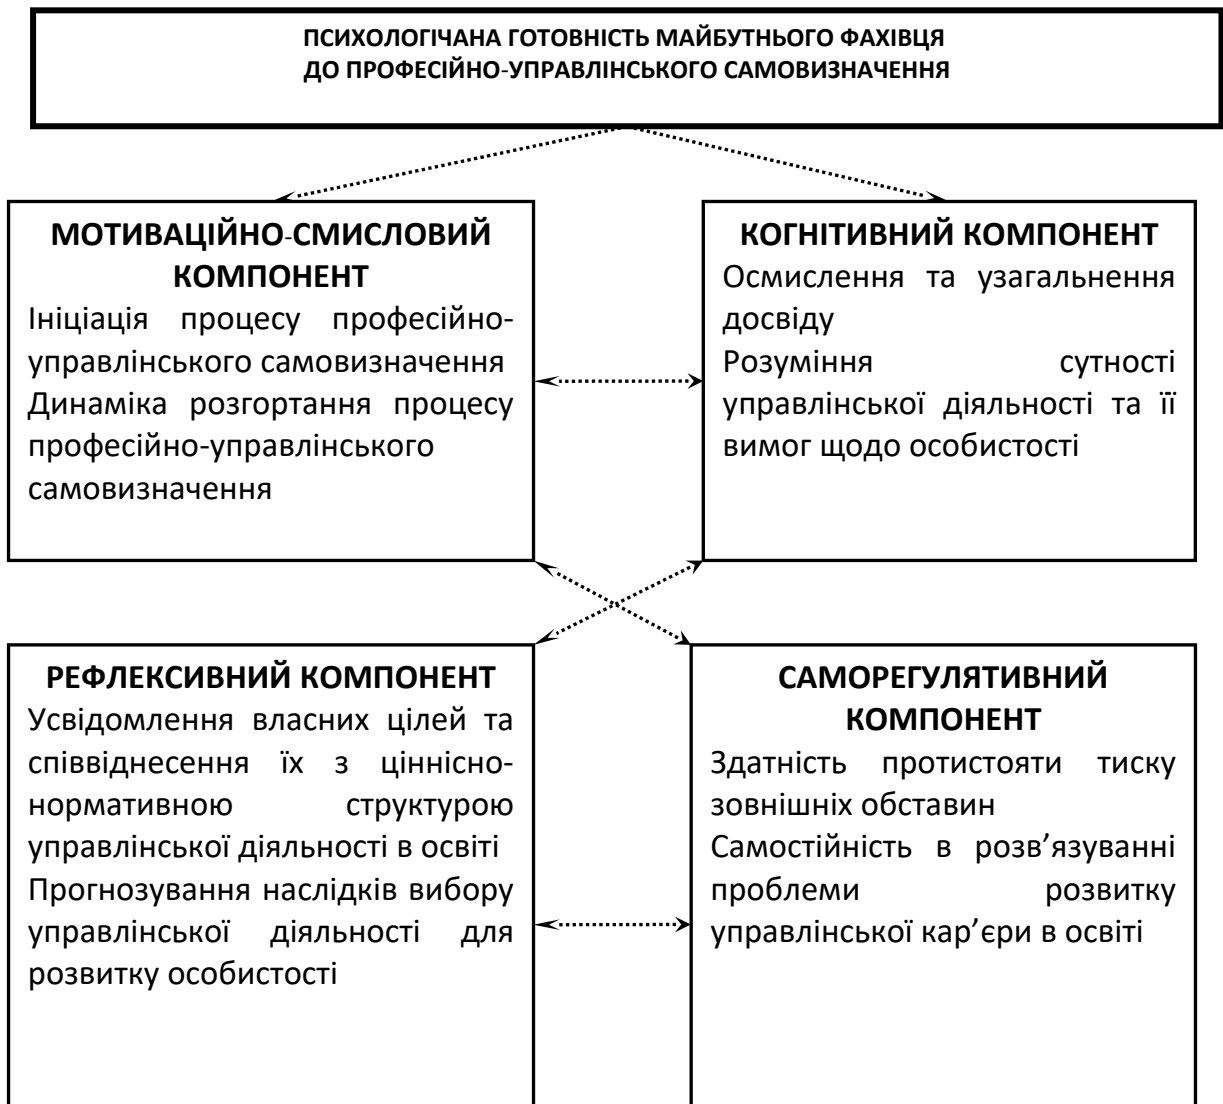 ПСИХОЛОГІЧАНА ГОТОВНІСТЬ МАЙБУТНЬОГО ФАХІВЦЯ
ДО ПРОФЕСІЙНО-УПРАВЛІНСЬКОГО САМОВИЗНАЧЕННЯ
МОТИВАЦІЙНО-СМИСЛОВИЙ
КОМПОНЕНТ
Ініціація процесу професійно-
управлінського самовизначення
Динаміка розгортання процесу
професійно-управлінського
самовизначення
КОГНІТИВНИЙ КОМПОНЕНТ
Осмислення та узагальнення
досвіду
Розуміння сутності
управлінської діяльності та її
вимог щодо особистості
РЕФЛЕКСИВНИЙ КОМПОНЕНТ
Усвідомлення власних цілей та
співвіднесення їх з ціннісно-
нормативною структурою
управлінської діяльності в освіті
Прогнозування наслідків вибору
управлінської діяльності для
розвитку особистості
САМОРЕГУЛЯТИВНИЙ
КОМПОНЕНТ
Здатність протистояти тиску
зовнішніх обставин
Самостійність в розв’язуванні
проблеми розвитку
управлінської кар’єри в освіті